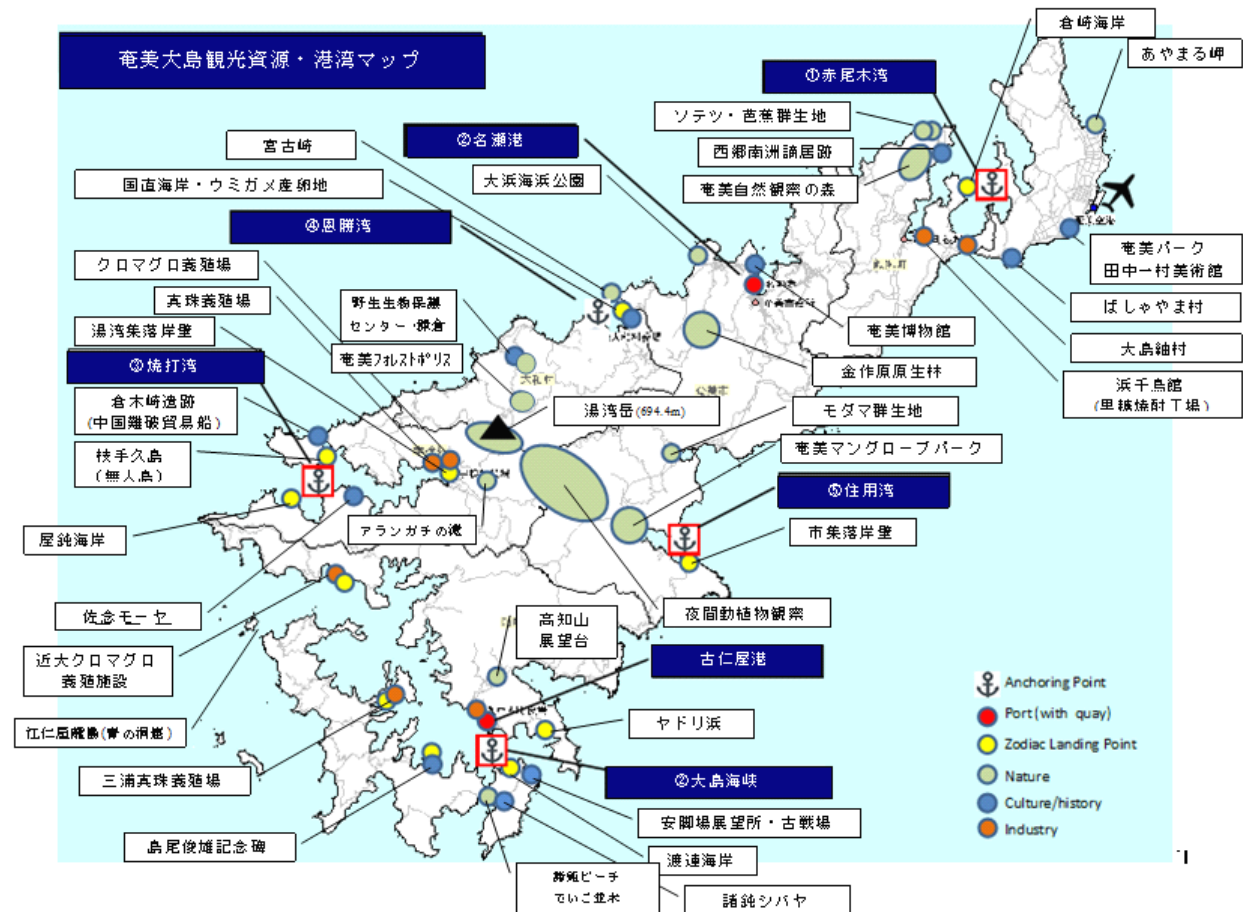 奄美大島観光資源・港湾マップ
倉崎海岸
あやまる岬
①赤尾木湾
ソテツ・芭蕉群生地
②名瀬港
宮古崎
西郷南洲謫居跡
大浜海浜公園
国直海岸・ウミガメ産卵地
奄美自然観察の森
④恩勝湾
奄美パーク
田中一村美術館
クロマグロ養殖場
野生生物保護
真珠養殖場
ばしゃやま村
湯湾集落岸壁
奄美博物館
奄美フォレストポリス
大島紬村
③焼打湾
金作原原生林
浜千鳥館
(黒糖焼酎工場)
倉木崎遺跡
(中国難破貿易船)
湯湾岳(694.4m)
モダマ群生地
奄美マングローブパーク
枝手久島
(無人島)
⑤住用湾
アランガチの滝
市集落岸壁
屋鈍海岸
佐念モーヤ
高知山
展望台
夜間動植物観察
近大クロマグロ
養殖施設
古仁屋港
Anchoring Point
Port(with quay)
ヤドリ浜
Zodiac Landing Point
三浦真珠養殖場
Nature
②大島海峡
Culture/history
安脚場展望所・古戦場
Industry
島尾俊雄記念碑
渡連海岸
でいご並木
諸鈍シバヤ